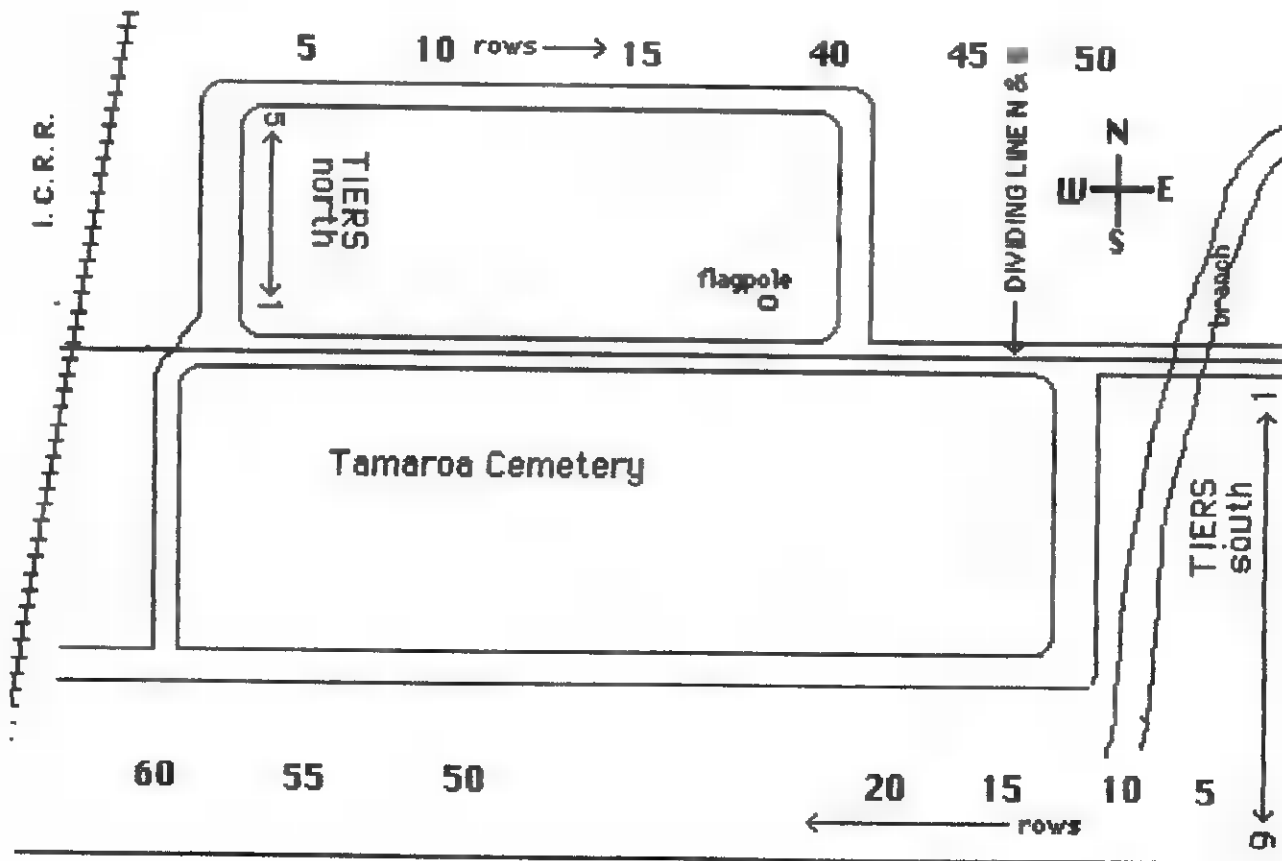 5 10 rows 15 40 45 50
I.C.R.R.
5
TIERS
north
1
DIVIDING LINE N &
N
W E
S
flagpole
branch
Tamaroa Cemetery
1
TIERS
south
9
60 55 50 20 15 10 5
rows